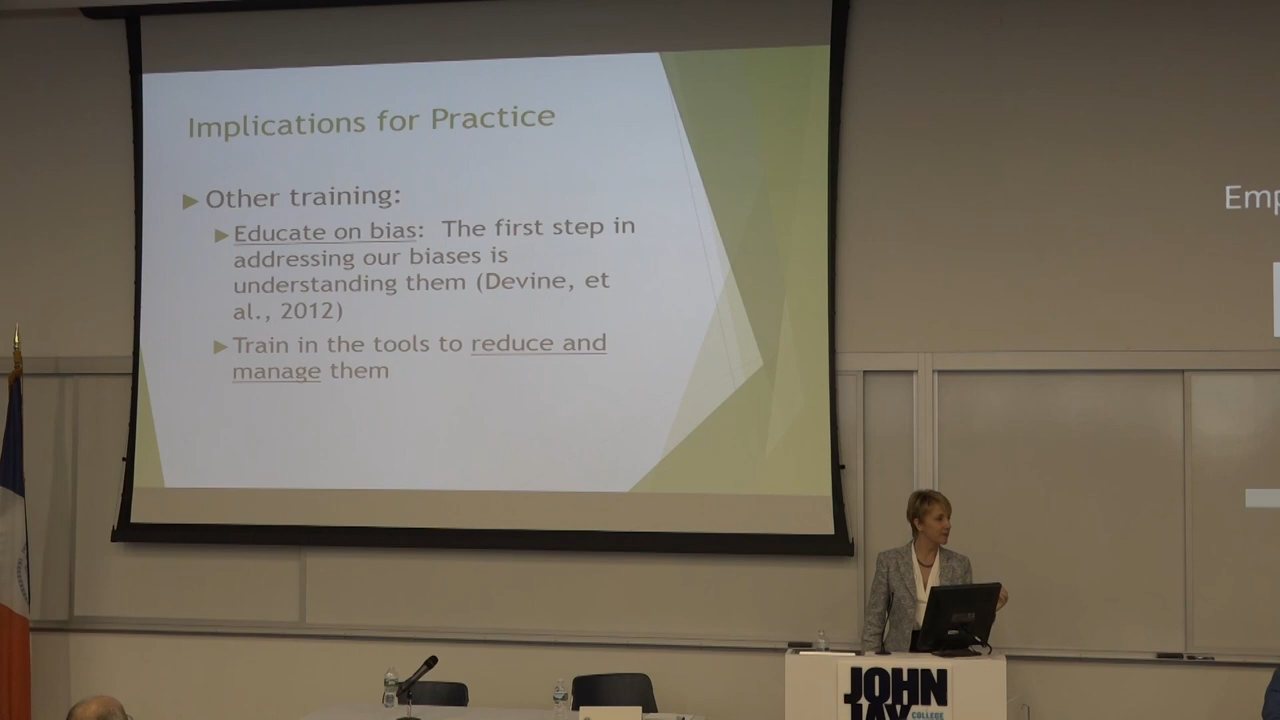 Implications for Practice
Other training:
Educate on bias: The first step in
addressing our biases is
understanding them (Devine, et
al., 2012)
Train in the tools to reduce and
manage them
Emp
JOHN
JAY
COLLEGE